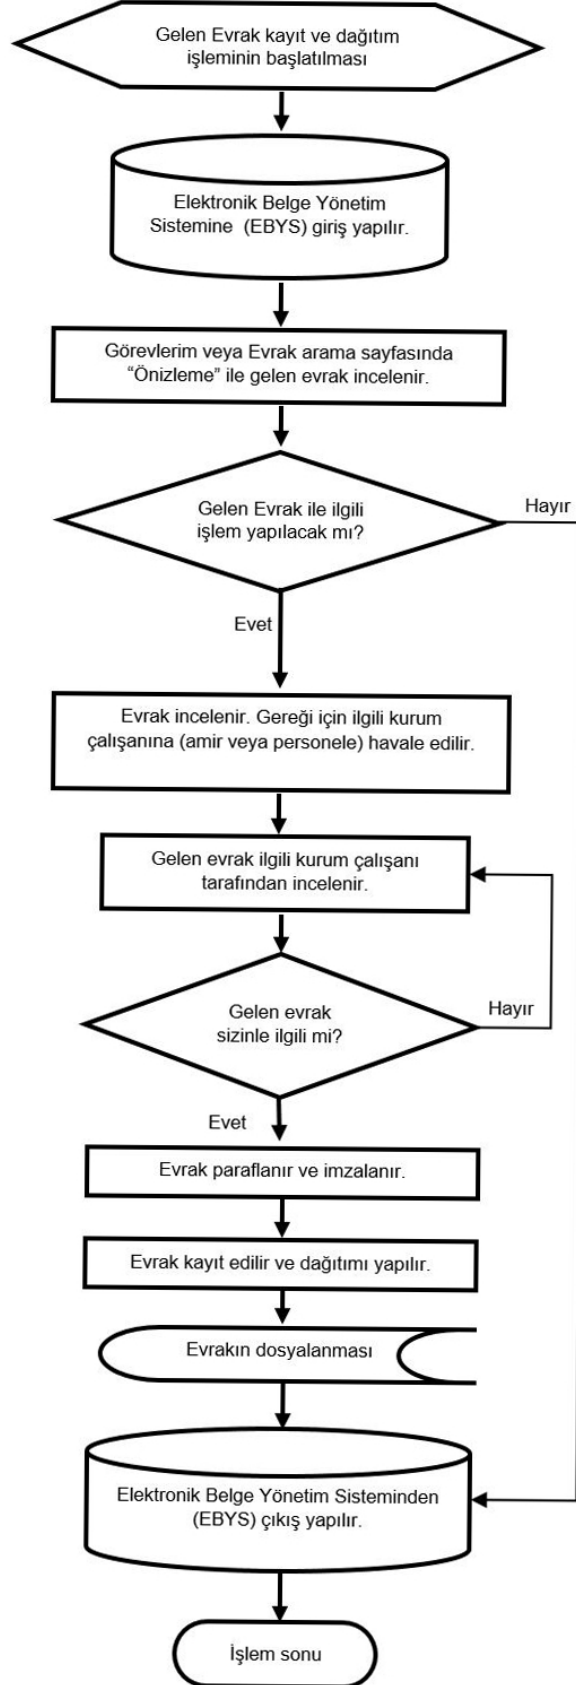 Gelen Evrak kayıt ve dağıtım
işleminin başlatılması
Elektronik Belge Yönetim
Sistemine (EBYS) giriş yapılır.
Görevlerim veya Evrak arama sayfasında
“Önizleme” ile gelen evrak incelenir.
Gelen Evrak ile ilgili
işlem yapılacak mı?
Hayır
Evet
Evrak incelenir. Gereği için ilgili kurum
çalışanına (amir veya personele) havale edilir.
Gelen evrak ilgili kurum çalışanı
tarafından incelenir.
Gelen evrak
sizinle ilgili mi?
Hayır
Evet
Evrak paraflanır ve imzalanır.
Evrak kayıt edilir ve dağıtımı yapılır.
Evrakın dosyalanması
Elektronik Belge Yönetim Sisteminden
(EBYS) çıkış yapılır.
İşlem sonu